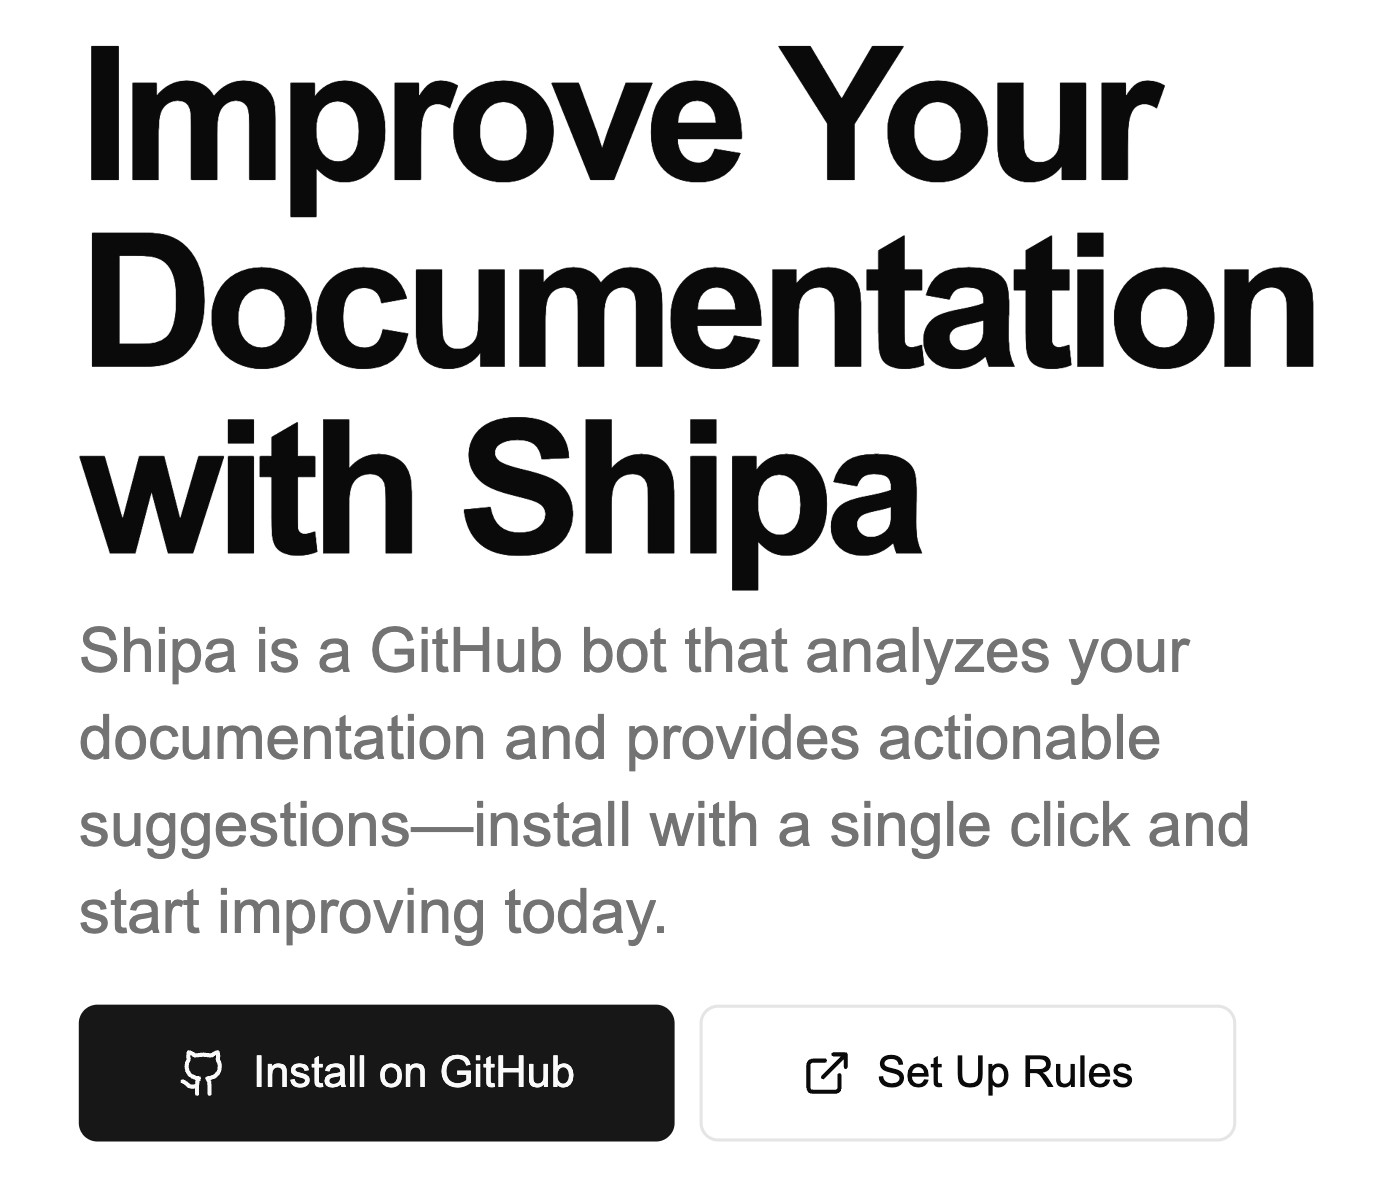 Improve Your
Documentation
with Shipa
Shipa is a GitHub bot that analyzes your
documentation and provides actionable
suggestions—install with a single click and
start improving today.
Install on GitHub
Set Up Rules